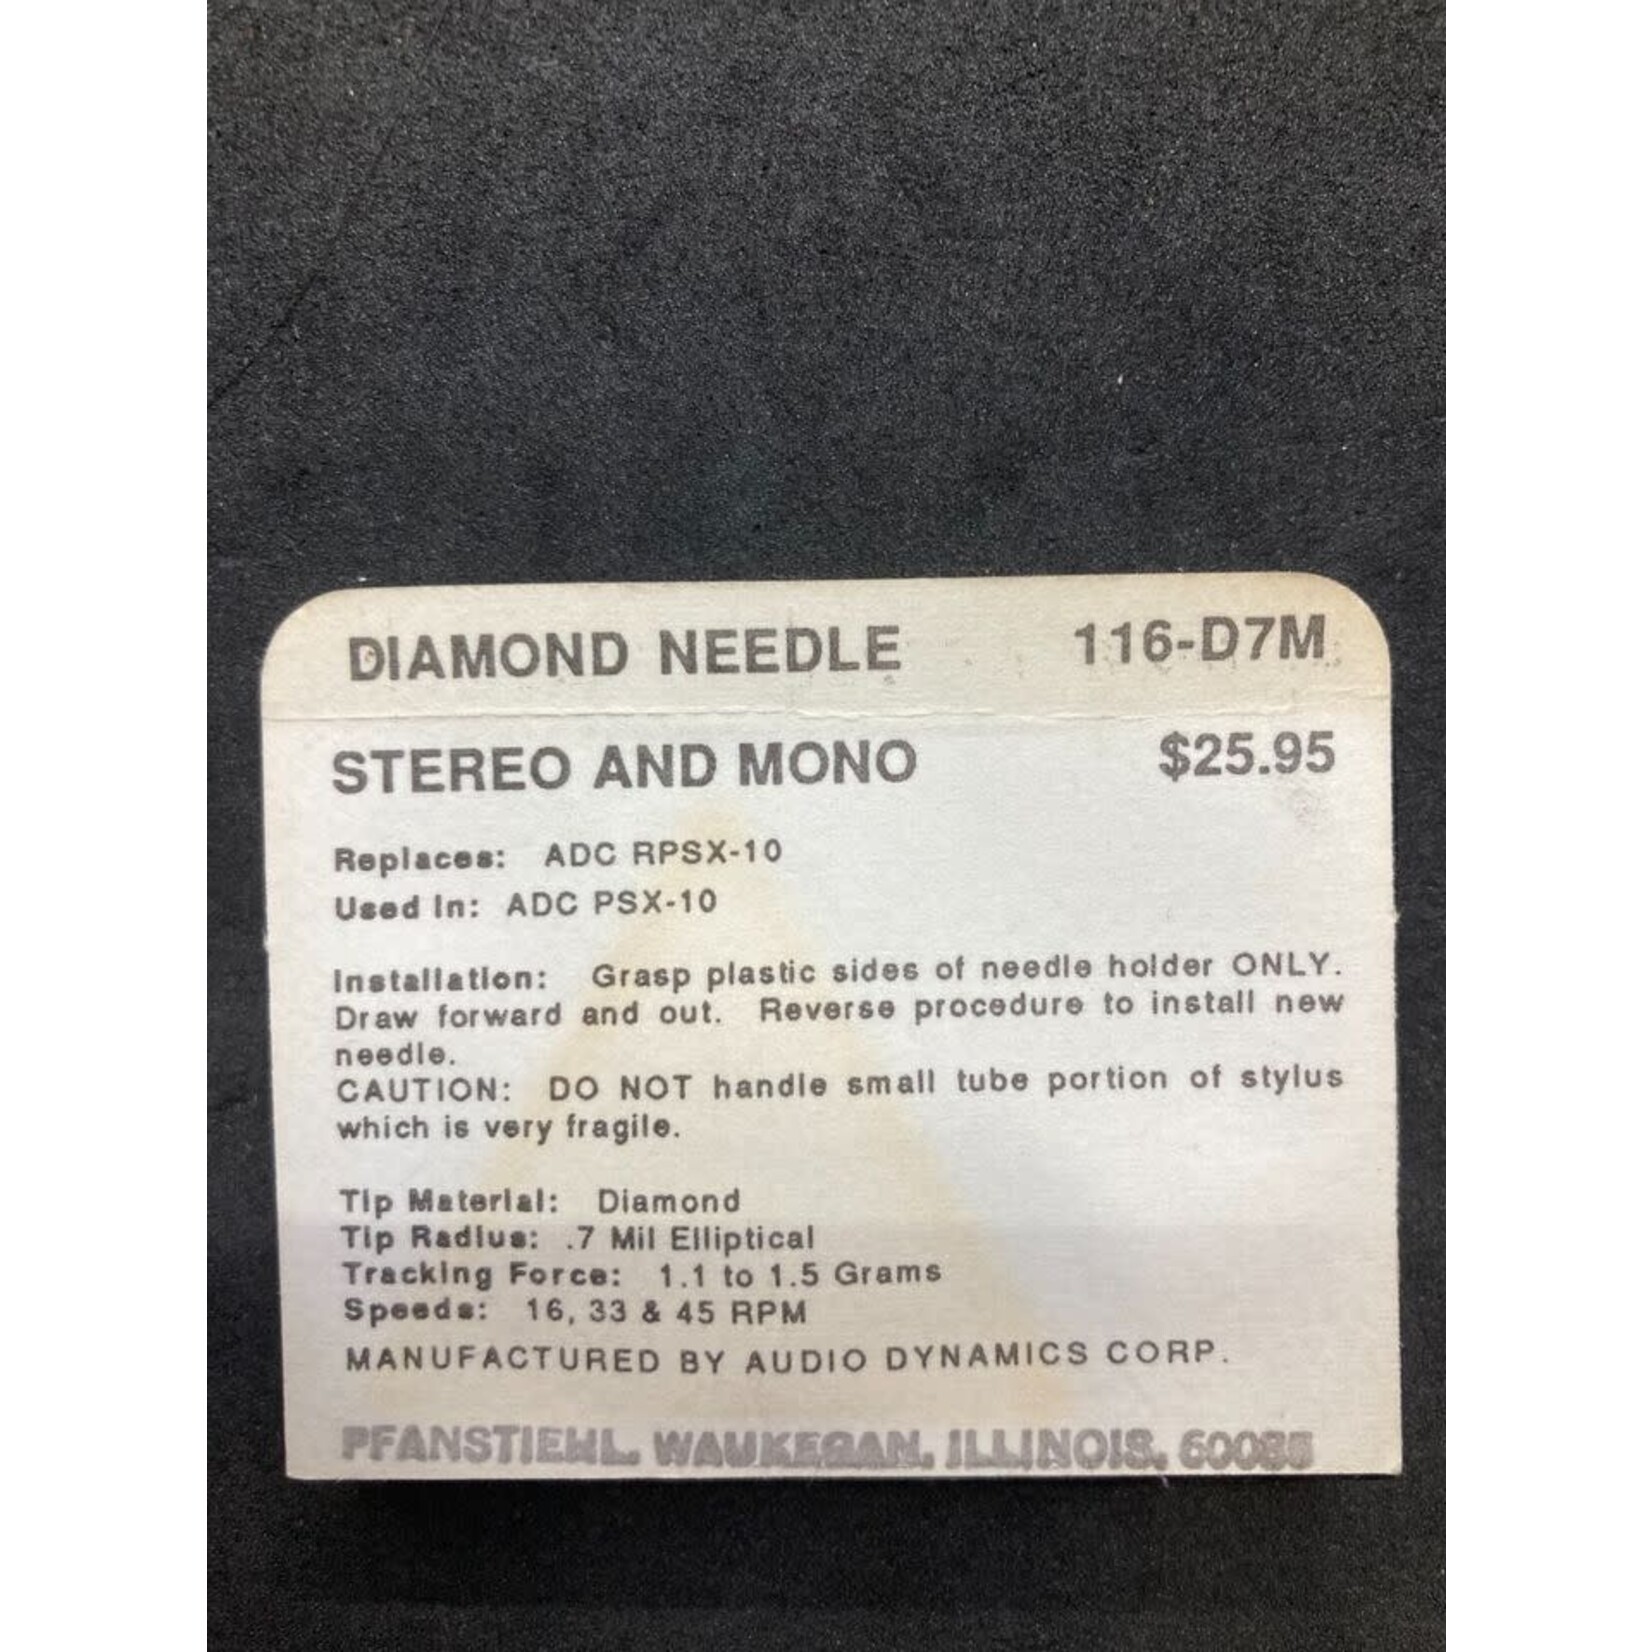 DIAMOND NEEDLE 116-D7M
STEREO AND MONO $25.95
Replaces: ADC RPSX-10
Used In: ADC PSX-10
Installation: Grasp plastic sides of needle holder ONLY.
Draw forward and out. Reverse procedure to install new
needle.
CAUTION: DO NOT handle small tube portion of stylus
which is very fragile.
Tip Material: Diamond
Tip Radius: .7 Mil Elliptical
Tracking Force: 1.1 to 1.5 Grams
Speeds: 16, 33 & 45 RPM
MANUFACTURED BY AUDIO DYNAMICS CORP.
PFANSTIEHL, WAUKEGAN, ILLINOIS, 60085